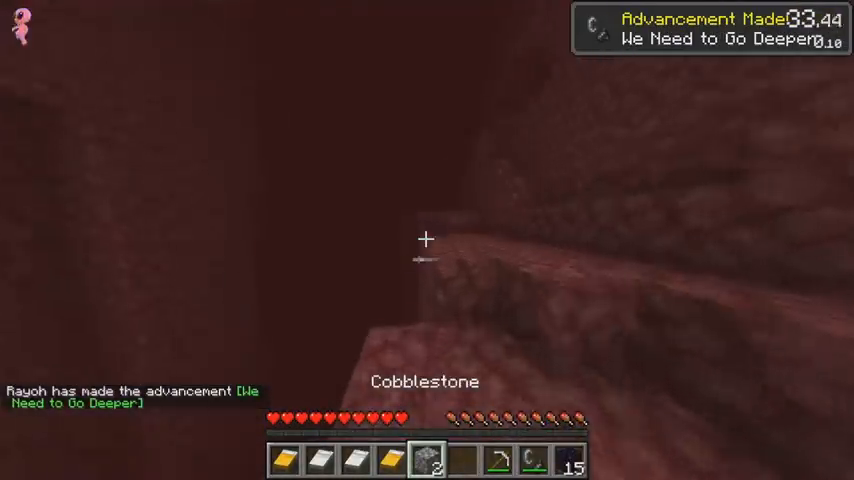 Advancement Made
33.44
We Need to Go Deeper
0.10
Rayoh has made the advancement [We
Need to Go Deeper]
Cobblestone
2
15